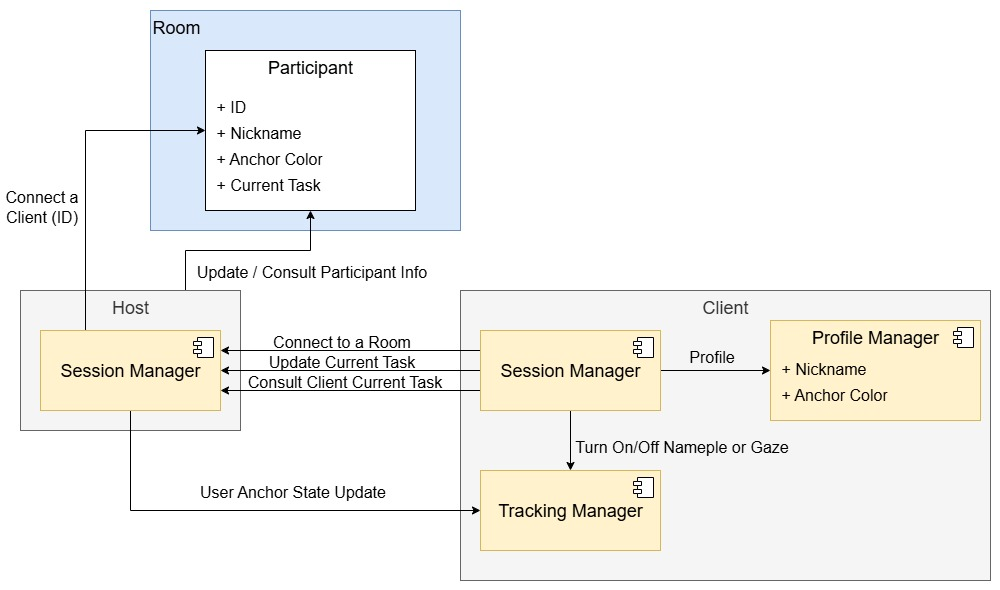 Room
Participant
+ ID
+ Nickname
+ Anchor Color
+ Current Task
Connect a
Client (ID)
Update / Consult Participant Info
Host
Session Manager
Connect to a Room
Update Current Task
Consult Client Current Task
Client
Session Manager
Profile
Profile Manager
+ Nickname
+ Anchor Color
Turn On/Off Nameple or Gaze
User Anchor State Update
Tracking Manager